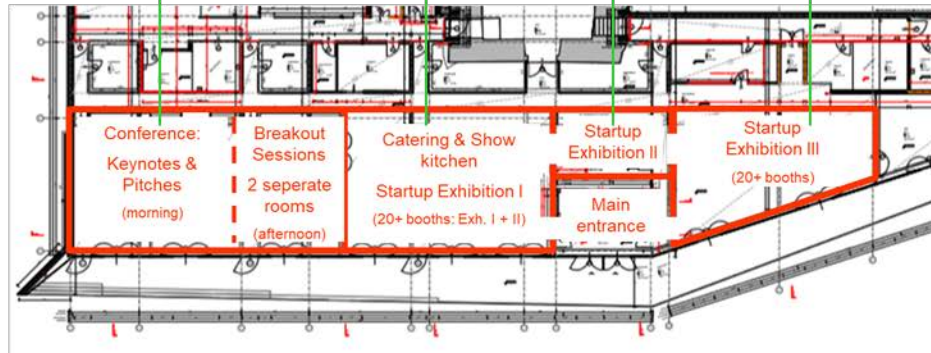 Conference:
Keynotes &
Pitches
(morning)
Breakout
Sessions
2 seperate
rooms
(afternoon)
Catering & Show
kitchen
Startup Exhibition I
(20+ booths: Exh. I + II)
Startup
Exhibition II
Main
entrance
Startup
Exhibition III
(20+ booths)